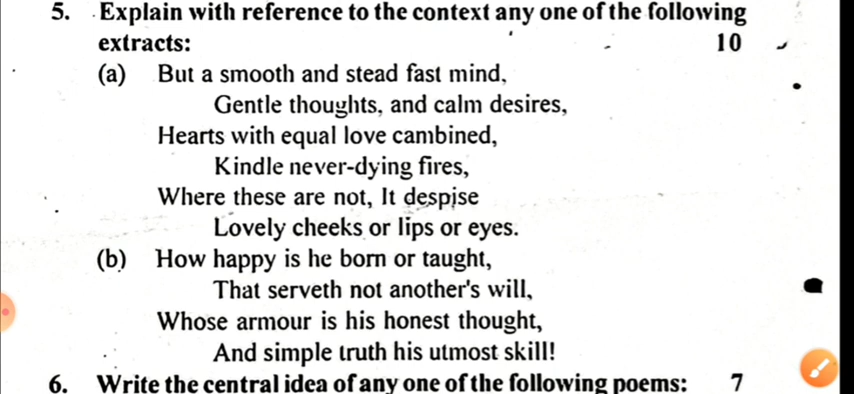 5. Explain with reference to the context any one of the following
extracts: 10
(a) But a smooth and stead fast mind,
Gentle thoughts, and calm desires,
Hearts with equal love cambined,
Kindle never-dying fires,
Where these are not, It despise
Lovely cheeks or lips or eyes.
(b) How happy is he born or taught,
That serveth not another's will,
Whose armour is his honest thought,
And simple truth his utmost skill!
6. Write the central idea of any one of the following poems: 7